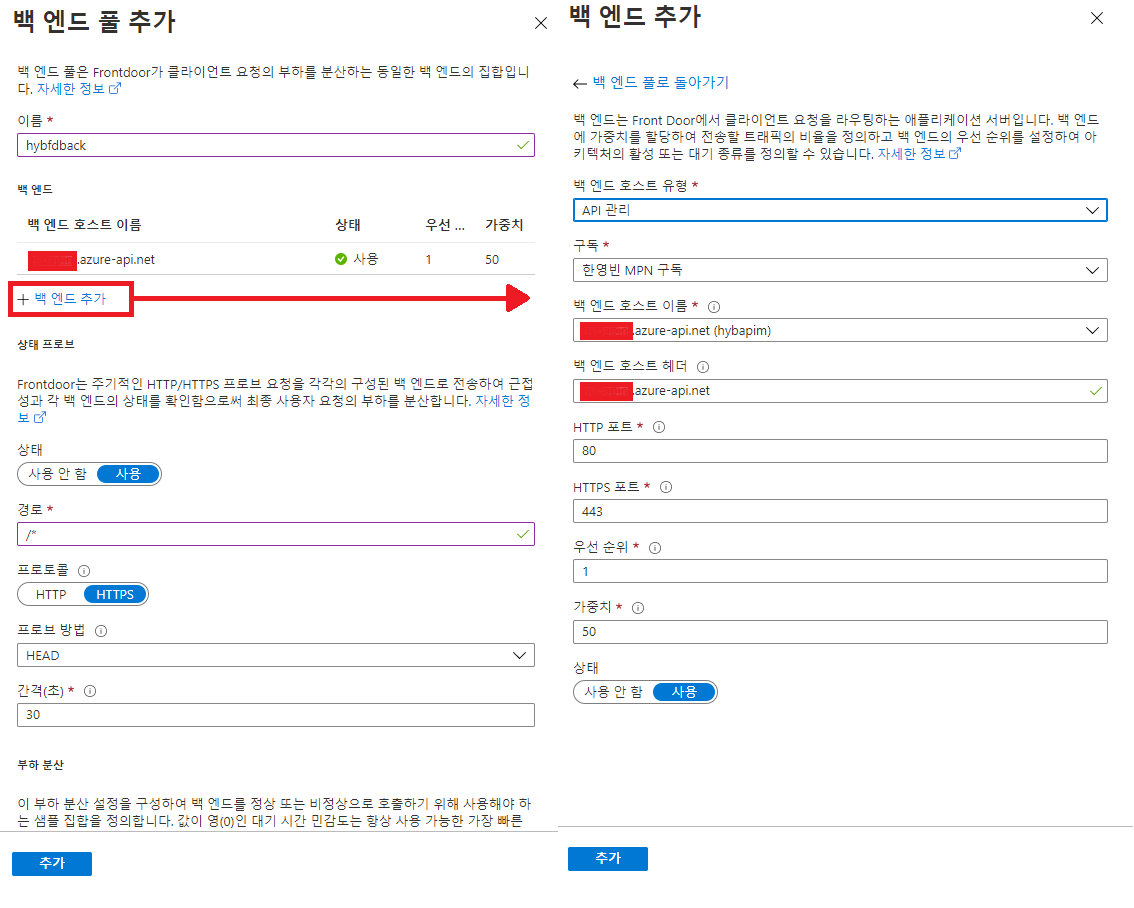 백 엔드 풀 추가
백 엔드 풀은 Frontdoor가 클라이언트 요청의 부하를 분산하는 동일한 백 엔드의 집합입니
다. 자세한 정보
이름 *
hybfdback
백 엔드
백 엔드 호스트 이름 상태 우선 ... 가중치
.azure-api.net 사용 1 50
+ 백 엔드 추가
상태 프로브
Frontdoor는 주기적인 HTTP/HTTPS 프로브 요청을 각각의 구성된 백 엔드로 전송하여 근접
성과 각 백 엔드의 상태를 확인함으로써 최종 사용자 요청의 부하를 분산합니다. 자세한 정
보
상태
사용 안 함 사용
경로 *
/*
프로토콜
HTTP HTTPS
프로브 방법
HEAD
간격(초) *
30
부하 분산
이 부하 분산 설정을 구성하여 백 엔드를 정상 또는 비정상으로 호출하기 위해 사용해야 하
는 샘플 집합을 정의합니다. 값이 영(0)인 대기 시간 민감도는 항상 사용 가능한 가장 빠른
추가
백 엔드 추가
← 백 엔드 풀로 돌아가기
백 엔드는 Front Door에서 클라이언트 요청을 라우팅하는 애플리케이션 서버입니다. 백 엔드
에 가중치를 할당하여 전송할 트래픽의 비율을 정의하고 백 엔드의 우선 순위를 설정하여 아
키텍처의 활성 또는 대기 종류를 정의할 수 있습니다. 자세한 정보
백 엔드 호스트 유형 *
API 관리
구독 *
한영빈 MPN 구독
백 엔드 호스트 이름 *
.azure-api.net (hybapim)
백 엔드 호스트 헤더
.azure-api.net
HTTP 포트 *
80
HTTPS 포트 *
443
우선 순위 *
1
가중치 *
50
상태
사용 안 함 사용
추가